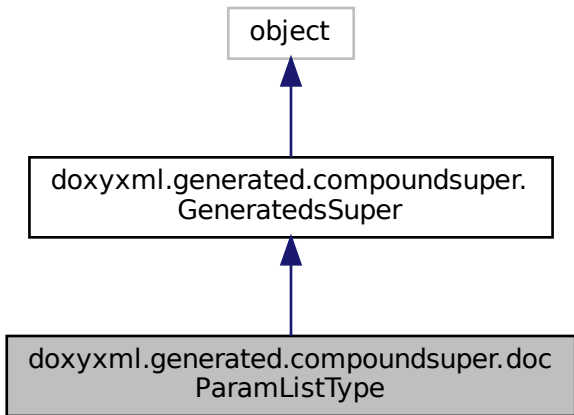 object
doxyxml.generated.compoundsuper.
GeneratedsSuper
doxyxml.generated.compoundsuper.doc
ParamListType